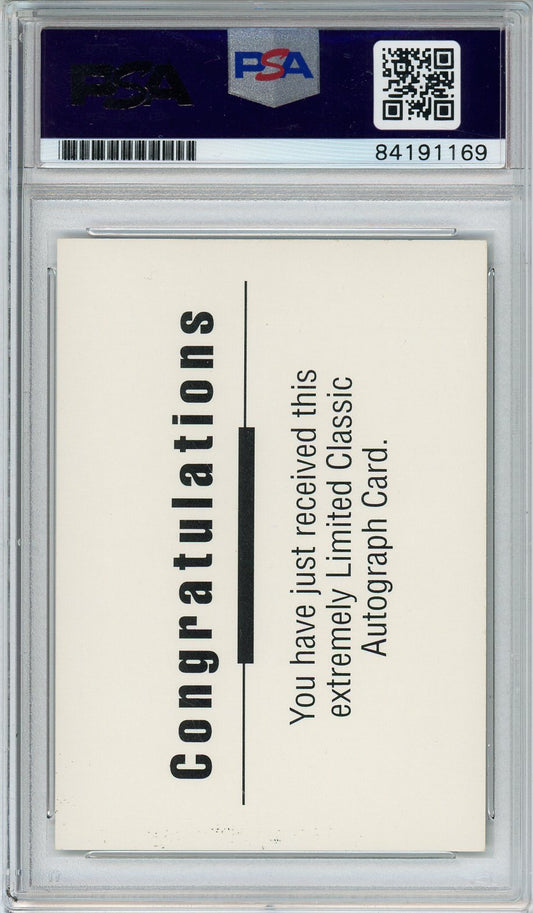 PSA
PSA
84191169
Congratulations
You have just received this
extremely Limited Classic
Autograph Card.